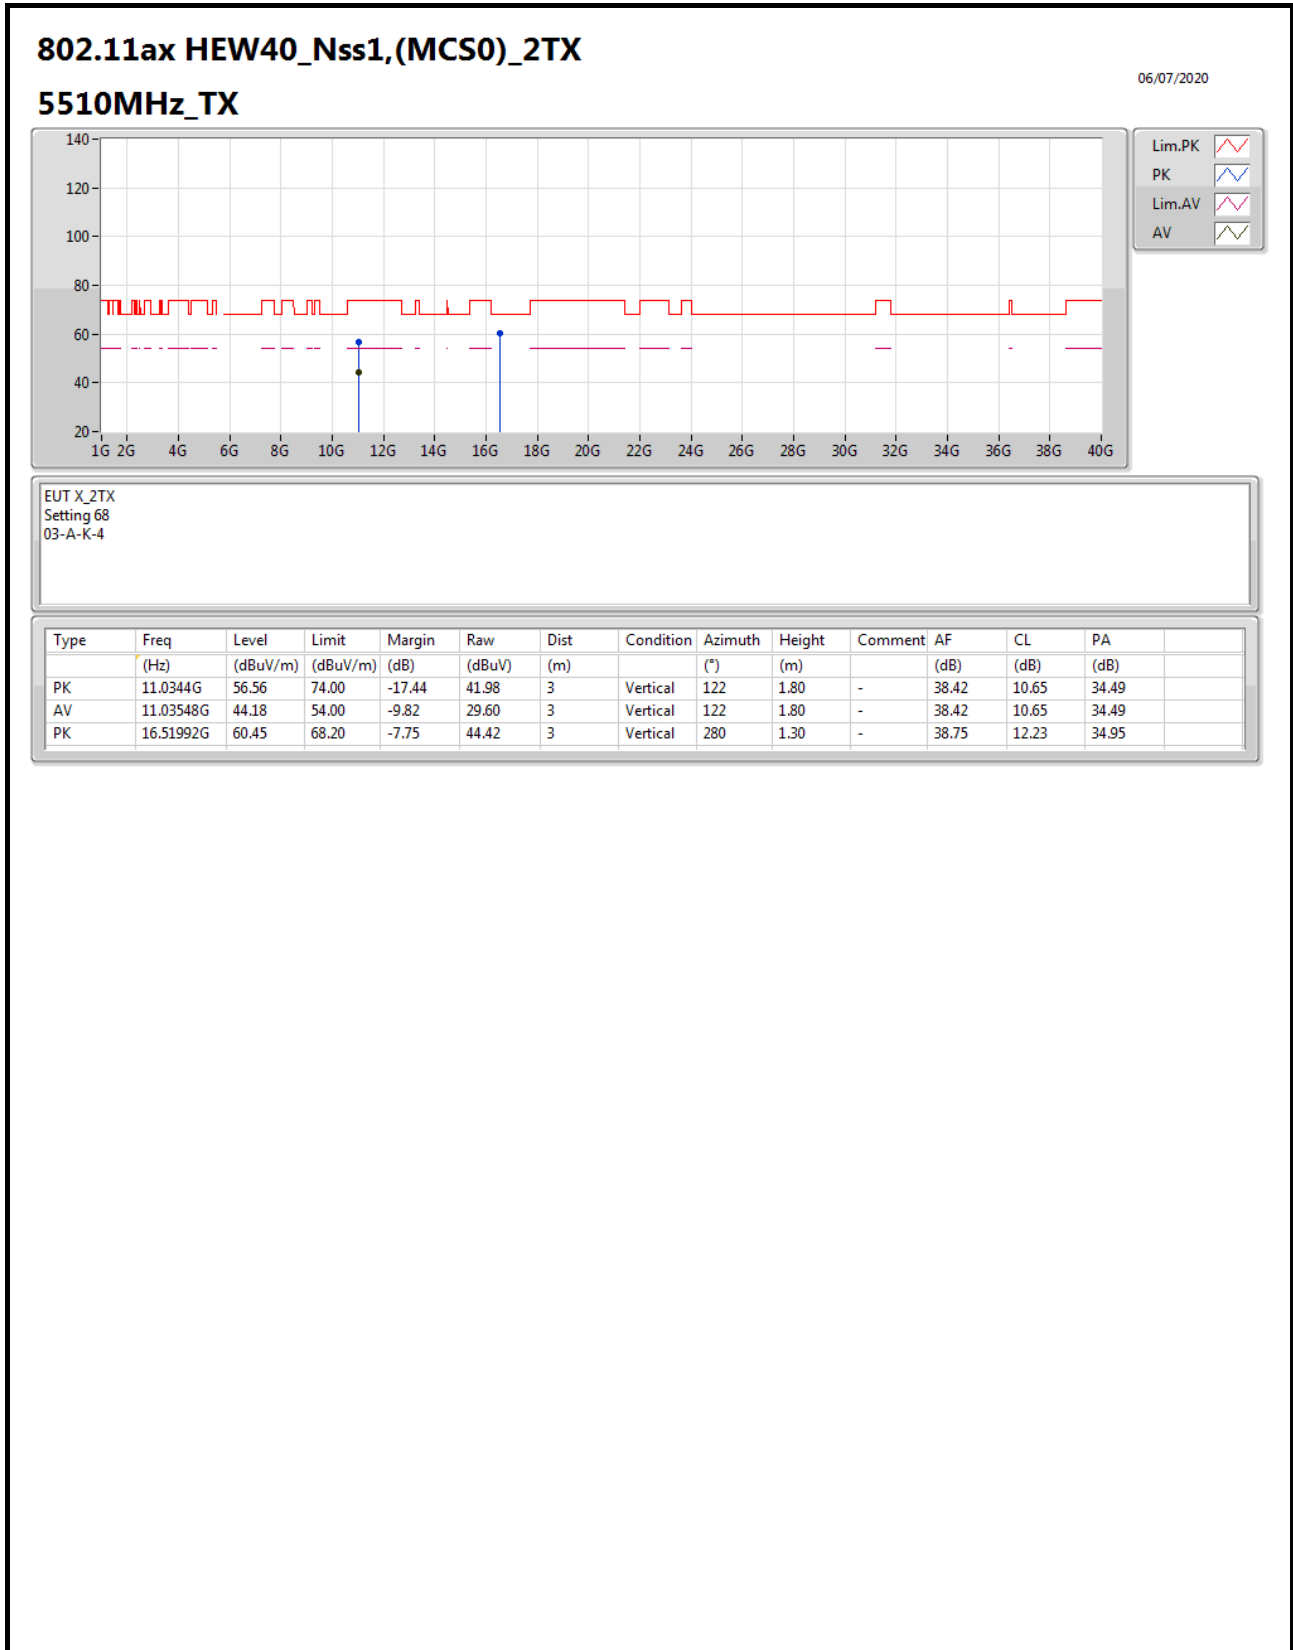 802.11ax HEW40_Nss1,(MCS0)_2TX
06/07/2020
5510MHz_TX
140
120
100
80
60
40
20
1G 2G 4G 6G 8G 10G 12G 14G 16G 18G 20G 22G 24G 26G 28G 30G 32G 34G 36G 38G 40G
Lim.PK
PK
Lim.AV
AV
EUT X_2TX
Setting 68
03-A-K-4
Type Freq Level Limit Margin Raw Dist Condition Azimuth Height Comment AF CL PA
(Hz) (dBuV/m) (dBuV/m) (dB) (dBuV) (m) (°) (m) (dB) (dB) (dB)
PK 11.0344G 56.56 74.00 -17.44 41.98 3 Vertical 122 1.80 - 38.42 10.65 34.49
AV 11.03548G 44.18 54.00 -9.82 29.60 3 Vertical 122 1.80 - 38.42 10.65 34.49
PK 16.51992G 60.45 68.20 -7.75 44.42 3 Vertical 280 1.30 - 38.75 12.23 34.95